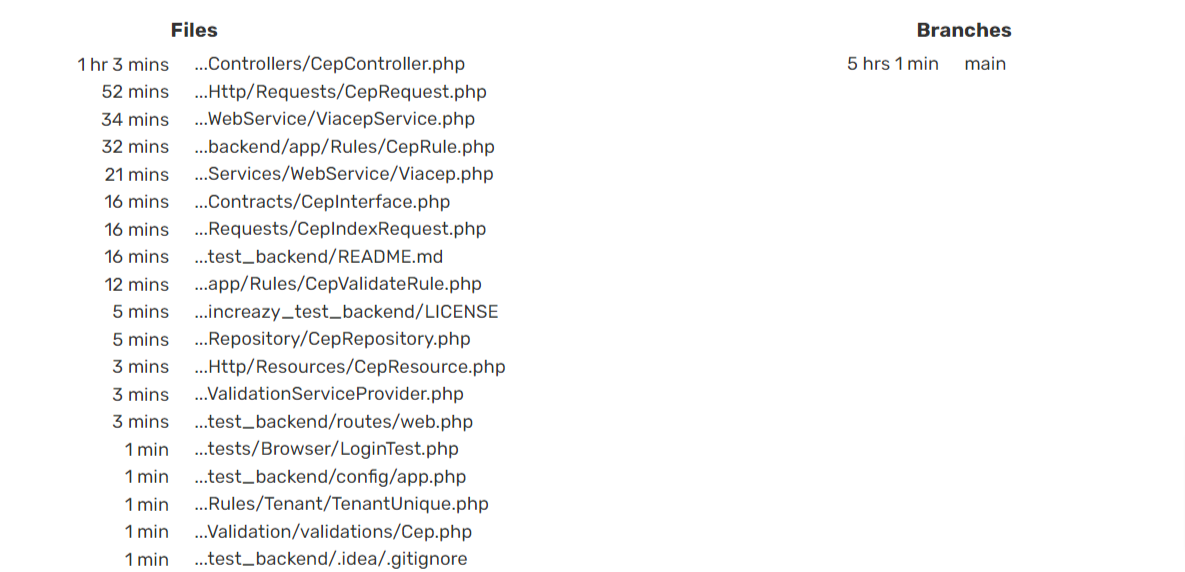 Files
1 hr 3 mins ...Controllers/CepController.php
52 mins ...Http/Requests/CepRequest.php
34 mins ...WebService/ViacepService.php
32 mins ...backend/app/Rules/CepRule.php
21 mins ...Services/WebService/Viacep.php
16 mins ...Contracts/CepInterface.php
16 mins ...Requests/CepIndexRequest.php
16 mins ...test_backend/README.md
12 mins ...app/Rules/CepValidateRule.php
5 mins ...increazy_test_backend/LICENSE
5 mins ...Repository/CepRepository.php
3 mins ...Http/Resources/CepResource.php
3 mins ...ValidationServiceProvider.php
3 mins ...test_backend/routes/web.php
1 min ...tests/Browser/LoginTest.php
1 min ...test_backend/config/app.php
1 min ...Rules/Tenant/TenantUnique.php
1 min ...Validation/validations/Cep.php
1 min ...test_backend/.idea/.gitignore
Branches
5 hrs 1 min main